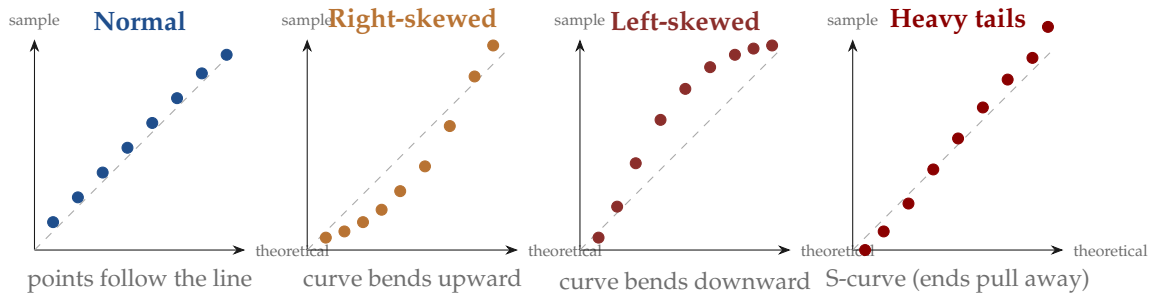 sample
Normal
theoretical
points follow the line
sample
Right-skewed
theoretical
curve bends upward
sample
Left-skewed
theoretical
curve bends downward
sample
Heavy tails
theoretical
S-curve (ends pull away)